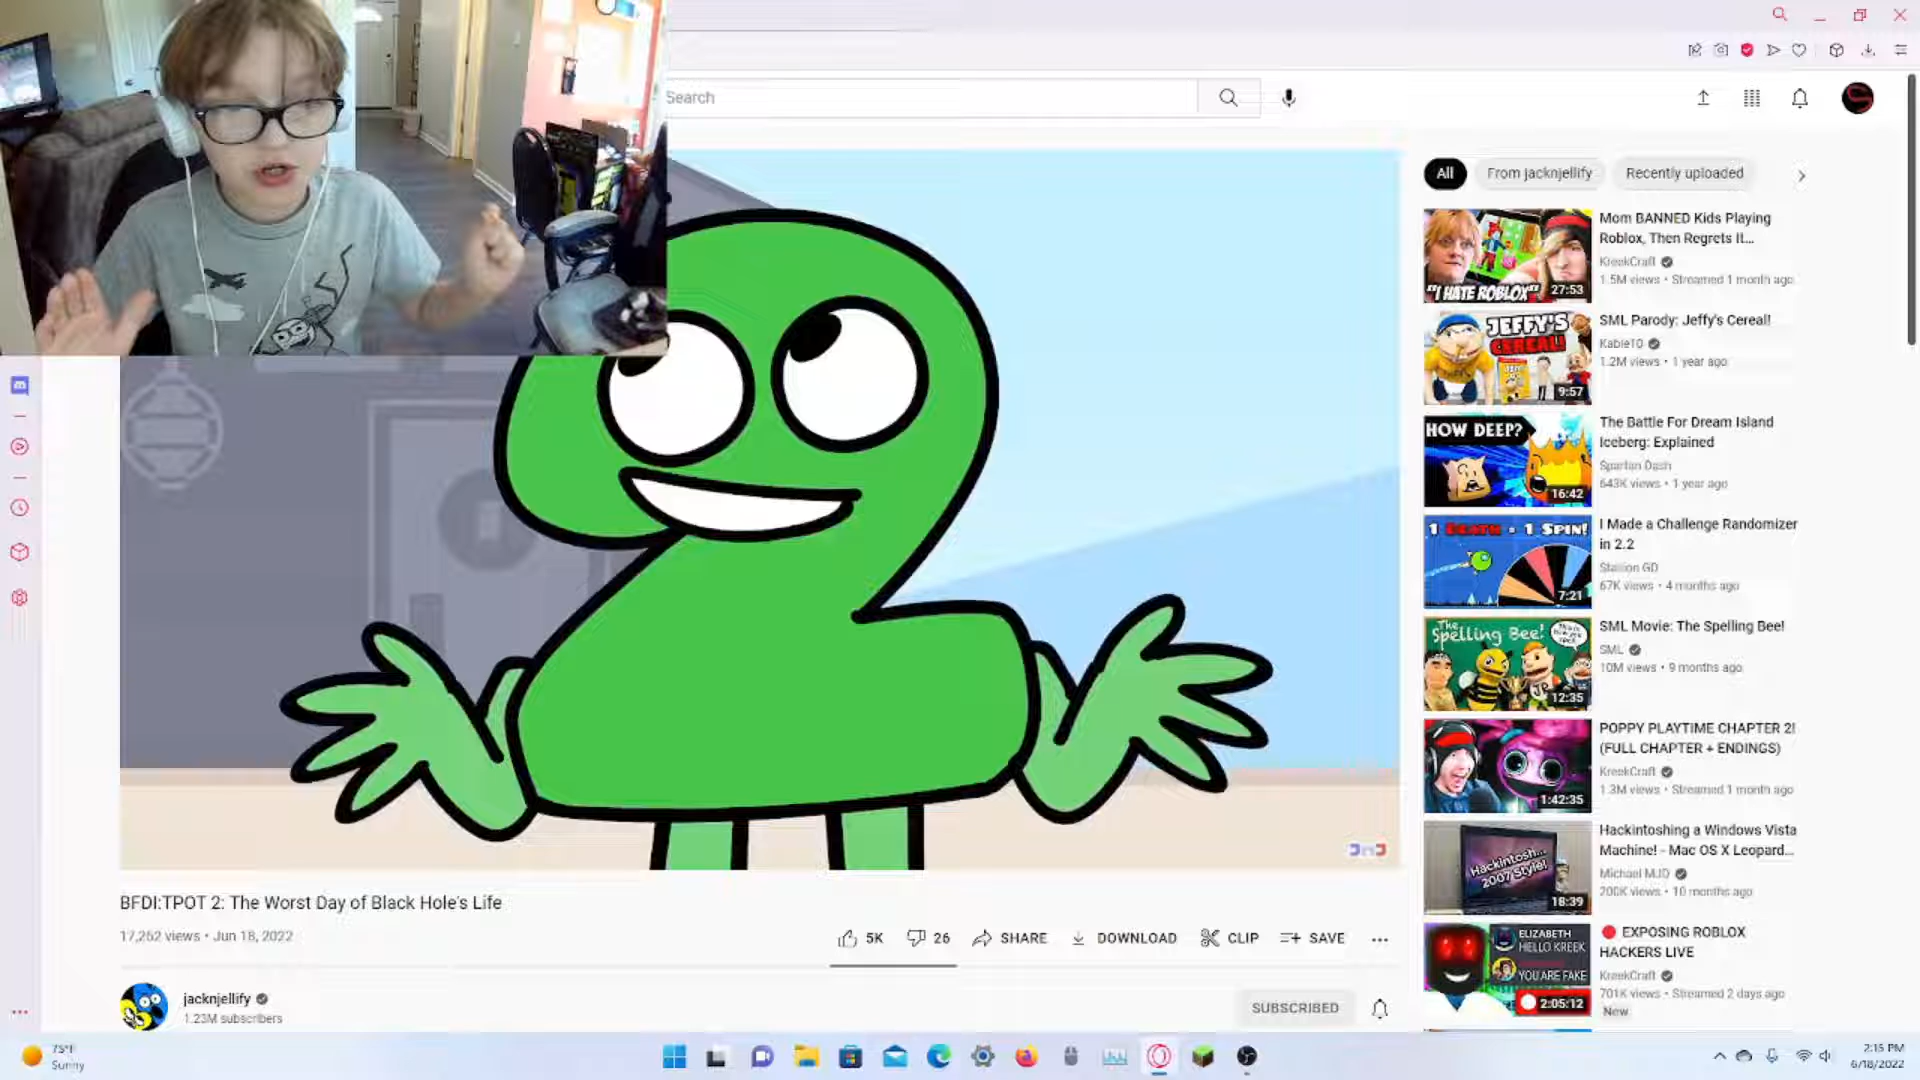 Search
All
From jacknjellify
Recently uploaded
Mom BANNED Kids Playing
Roblox, Then Regrets It...
KreekCraft
1.5M views • Streamed 1 month ago
"I HATE ROBLOX"
27:53
SML Parody: Jeffy's Cereal!
Kable10
1.2M views • 1 year ago
JEFFY'S
CEREAL!
9:57
The Battle For Dream Island
Iceberg: Explained
Spartan Dash
643K views • 1 year ago
HOW DEEP?
16:42
I Made a Challenge Randomizer
in 2.2
Stallion GD
67K views • 4 months ago
1 DEATH = 1 SPIN!
7:21
SML Movie: The Spelling Bee!
SML
10M views • 9 months ago
The
Spelling Bee!
JP
12:35
POPPY PLAYTIME CHAPTER 2!
(FULL CHAPTER + ENDINGS)
KreekCraft
1.3M views • Streamed 1 month ago
1:42:35
Hackintoshing a Windows Vista
Machine! - Mac OS X Leopard...
Michael MJD
200K views • 10 months ago
Hackintosh...
2007 Style!
18:39
EXPOSING ROBLOX
HACKERS LIVE
KreekCraft
701K views • Streamed 2 days ago
New
ELIZABETH
HELLO KREEK
YOU ARE FAKE
2:05:12
BFDI:TPOT 2: The Worst Day of Black Hole's Life
17,262 views • Jun 18, 2022
5K
26
SHARE
DOWNLOAD
CLIP
SAVE
jacknjellify
1.23M subscribers
SUBSCRIBED
75°F
Sunny
2:15 PM
6/18/2022